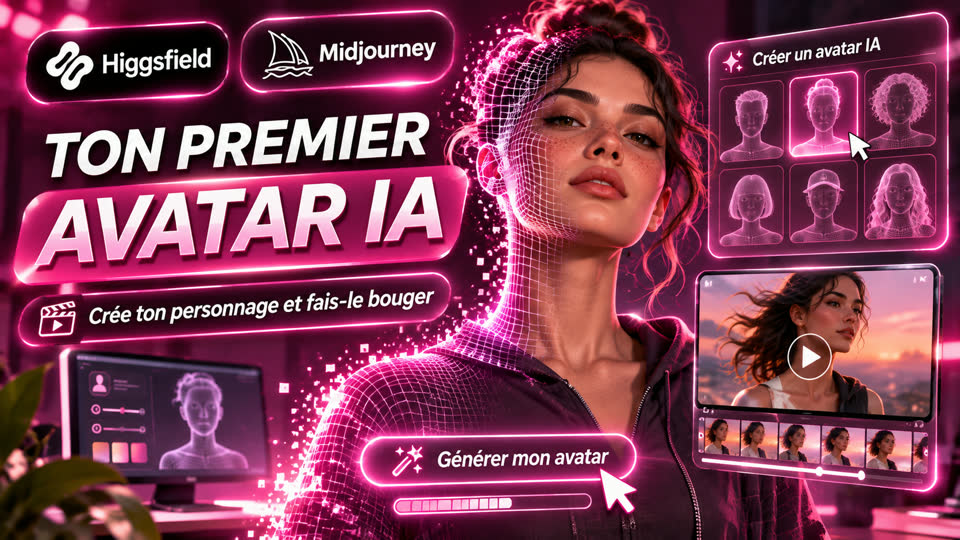 Higgsfield
Midjourney
TON PREMIER
AVATAR IA
Crée ton personnage et fais-le bouger
Créer un avatar IA
Générer mon avatar